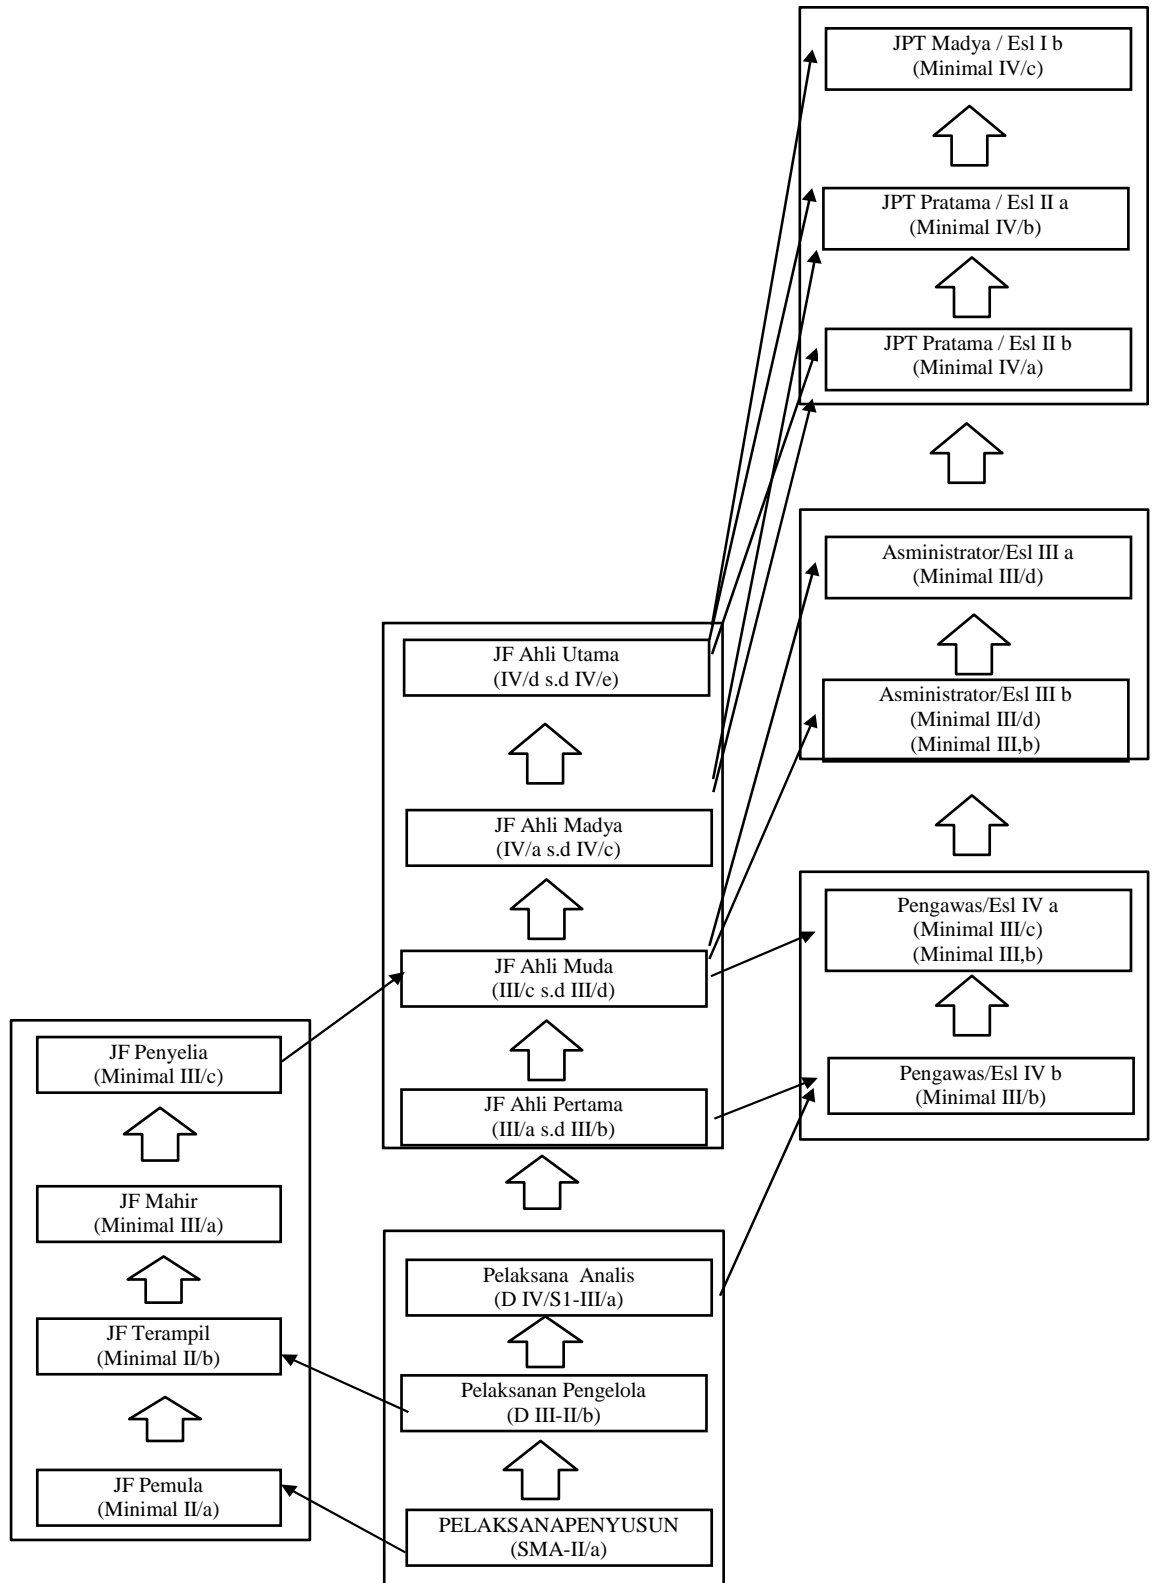 JPT Madya / Esl I b
(Minimal IV/c)
JPT Pratama / Esl II a
(Minimal IV/b)
JPT Pratama / Esl II b
(Minimal IV/a)
Asministrator/Esl III a
(Minimal III/d)
Asministrator/Esl III b
(Minimal III/d)
(Minimal III,b)
Pengawas/Esl IV a
(Minimal III/c)
(Minimal III,b)
Pengawas/Esl IV b
(Minimal III/b)
JF Ahli Utama
(IV/d s.d IV/e)
JF Ahli Madya
(IV/a s.d IV/c)
JF Ahli Muda
(III/c s.d III/d)
JF Ahli Pertama
(III/a s.d III/b)
Pelaksana Analis
(D IV/S1-III/a)
Pelaksanan Pengelola
(D III-II/b)
PELAKSANAPENYUSUN
(SMA-II/a)
JF Penyelia
(Minimal III/c)
JF Mahir
(Minimal III/a)
JF Terampil
(Minimal II/b)
JF Pemula
(Minimal II/a)